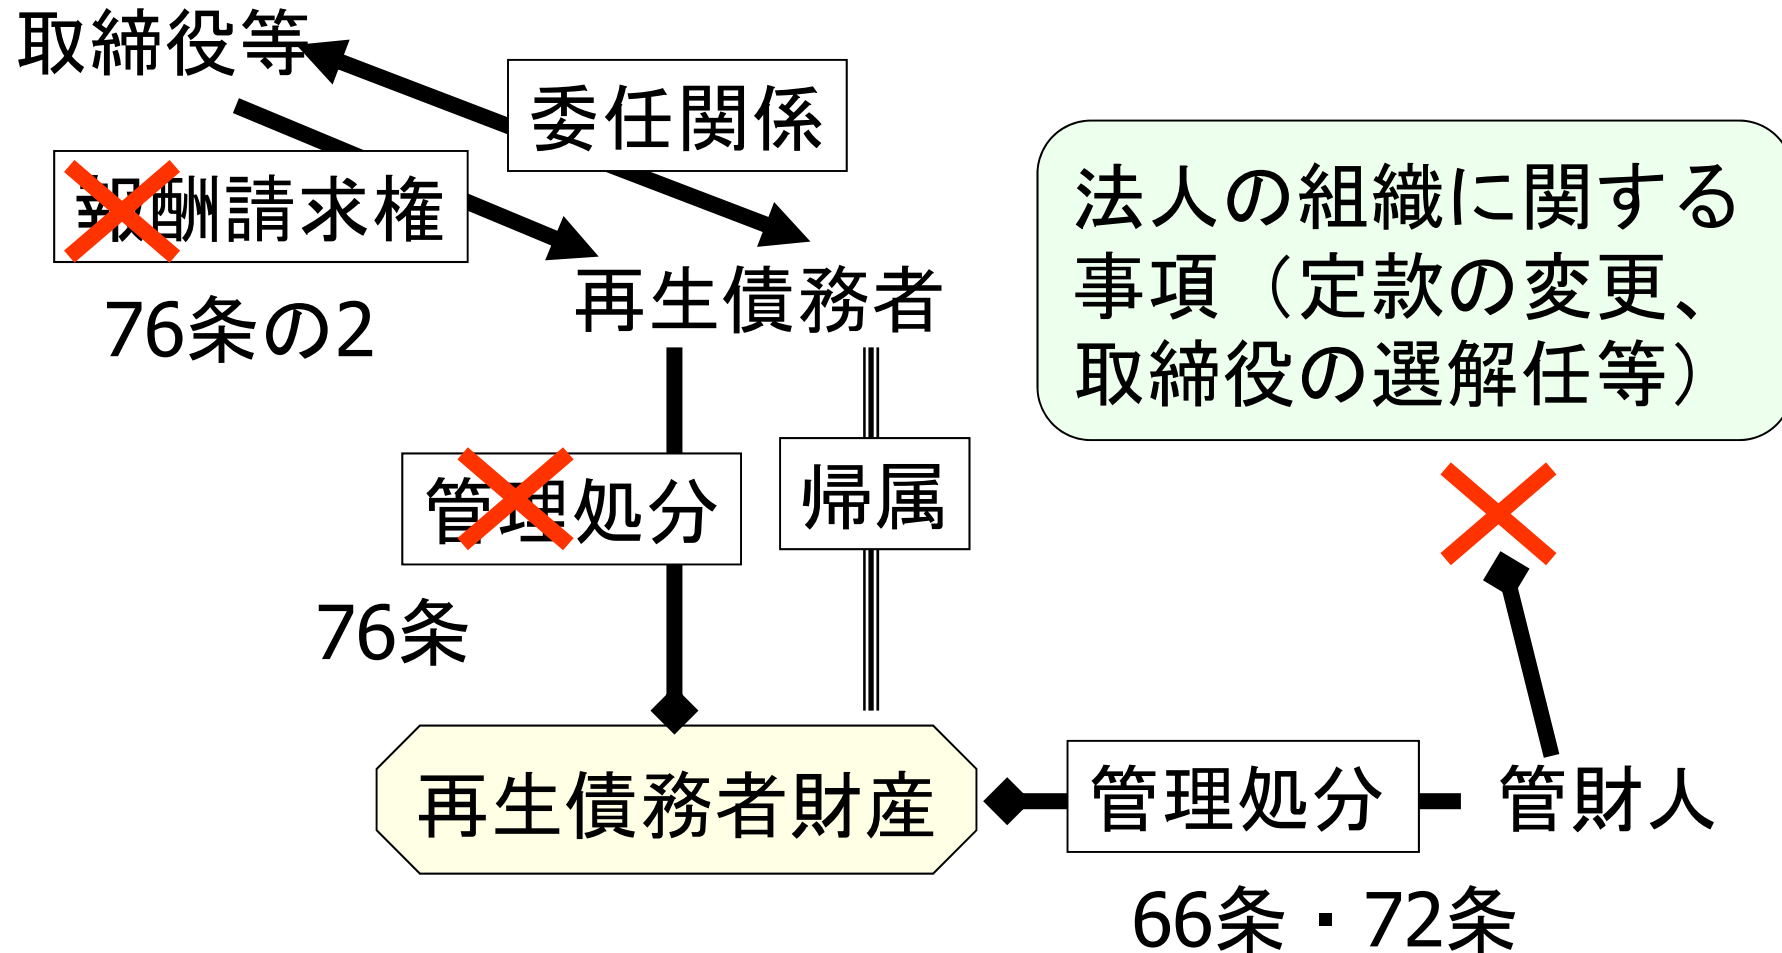 取締役等
委任関係
報酬請求権
76条の2
再生債務者
法人の組織に関する
事項（定款の変更、
取締役の選解任等）
管理処分
帰属
76条
再生債務者財産
管理処分
管財人
66条・72条